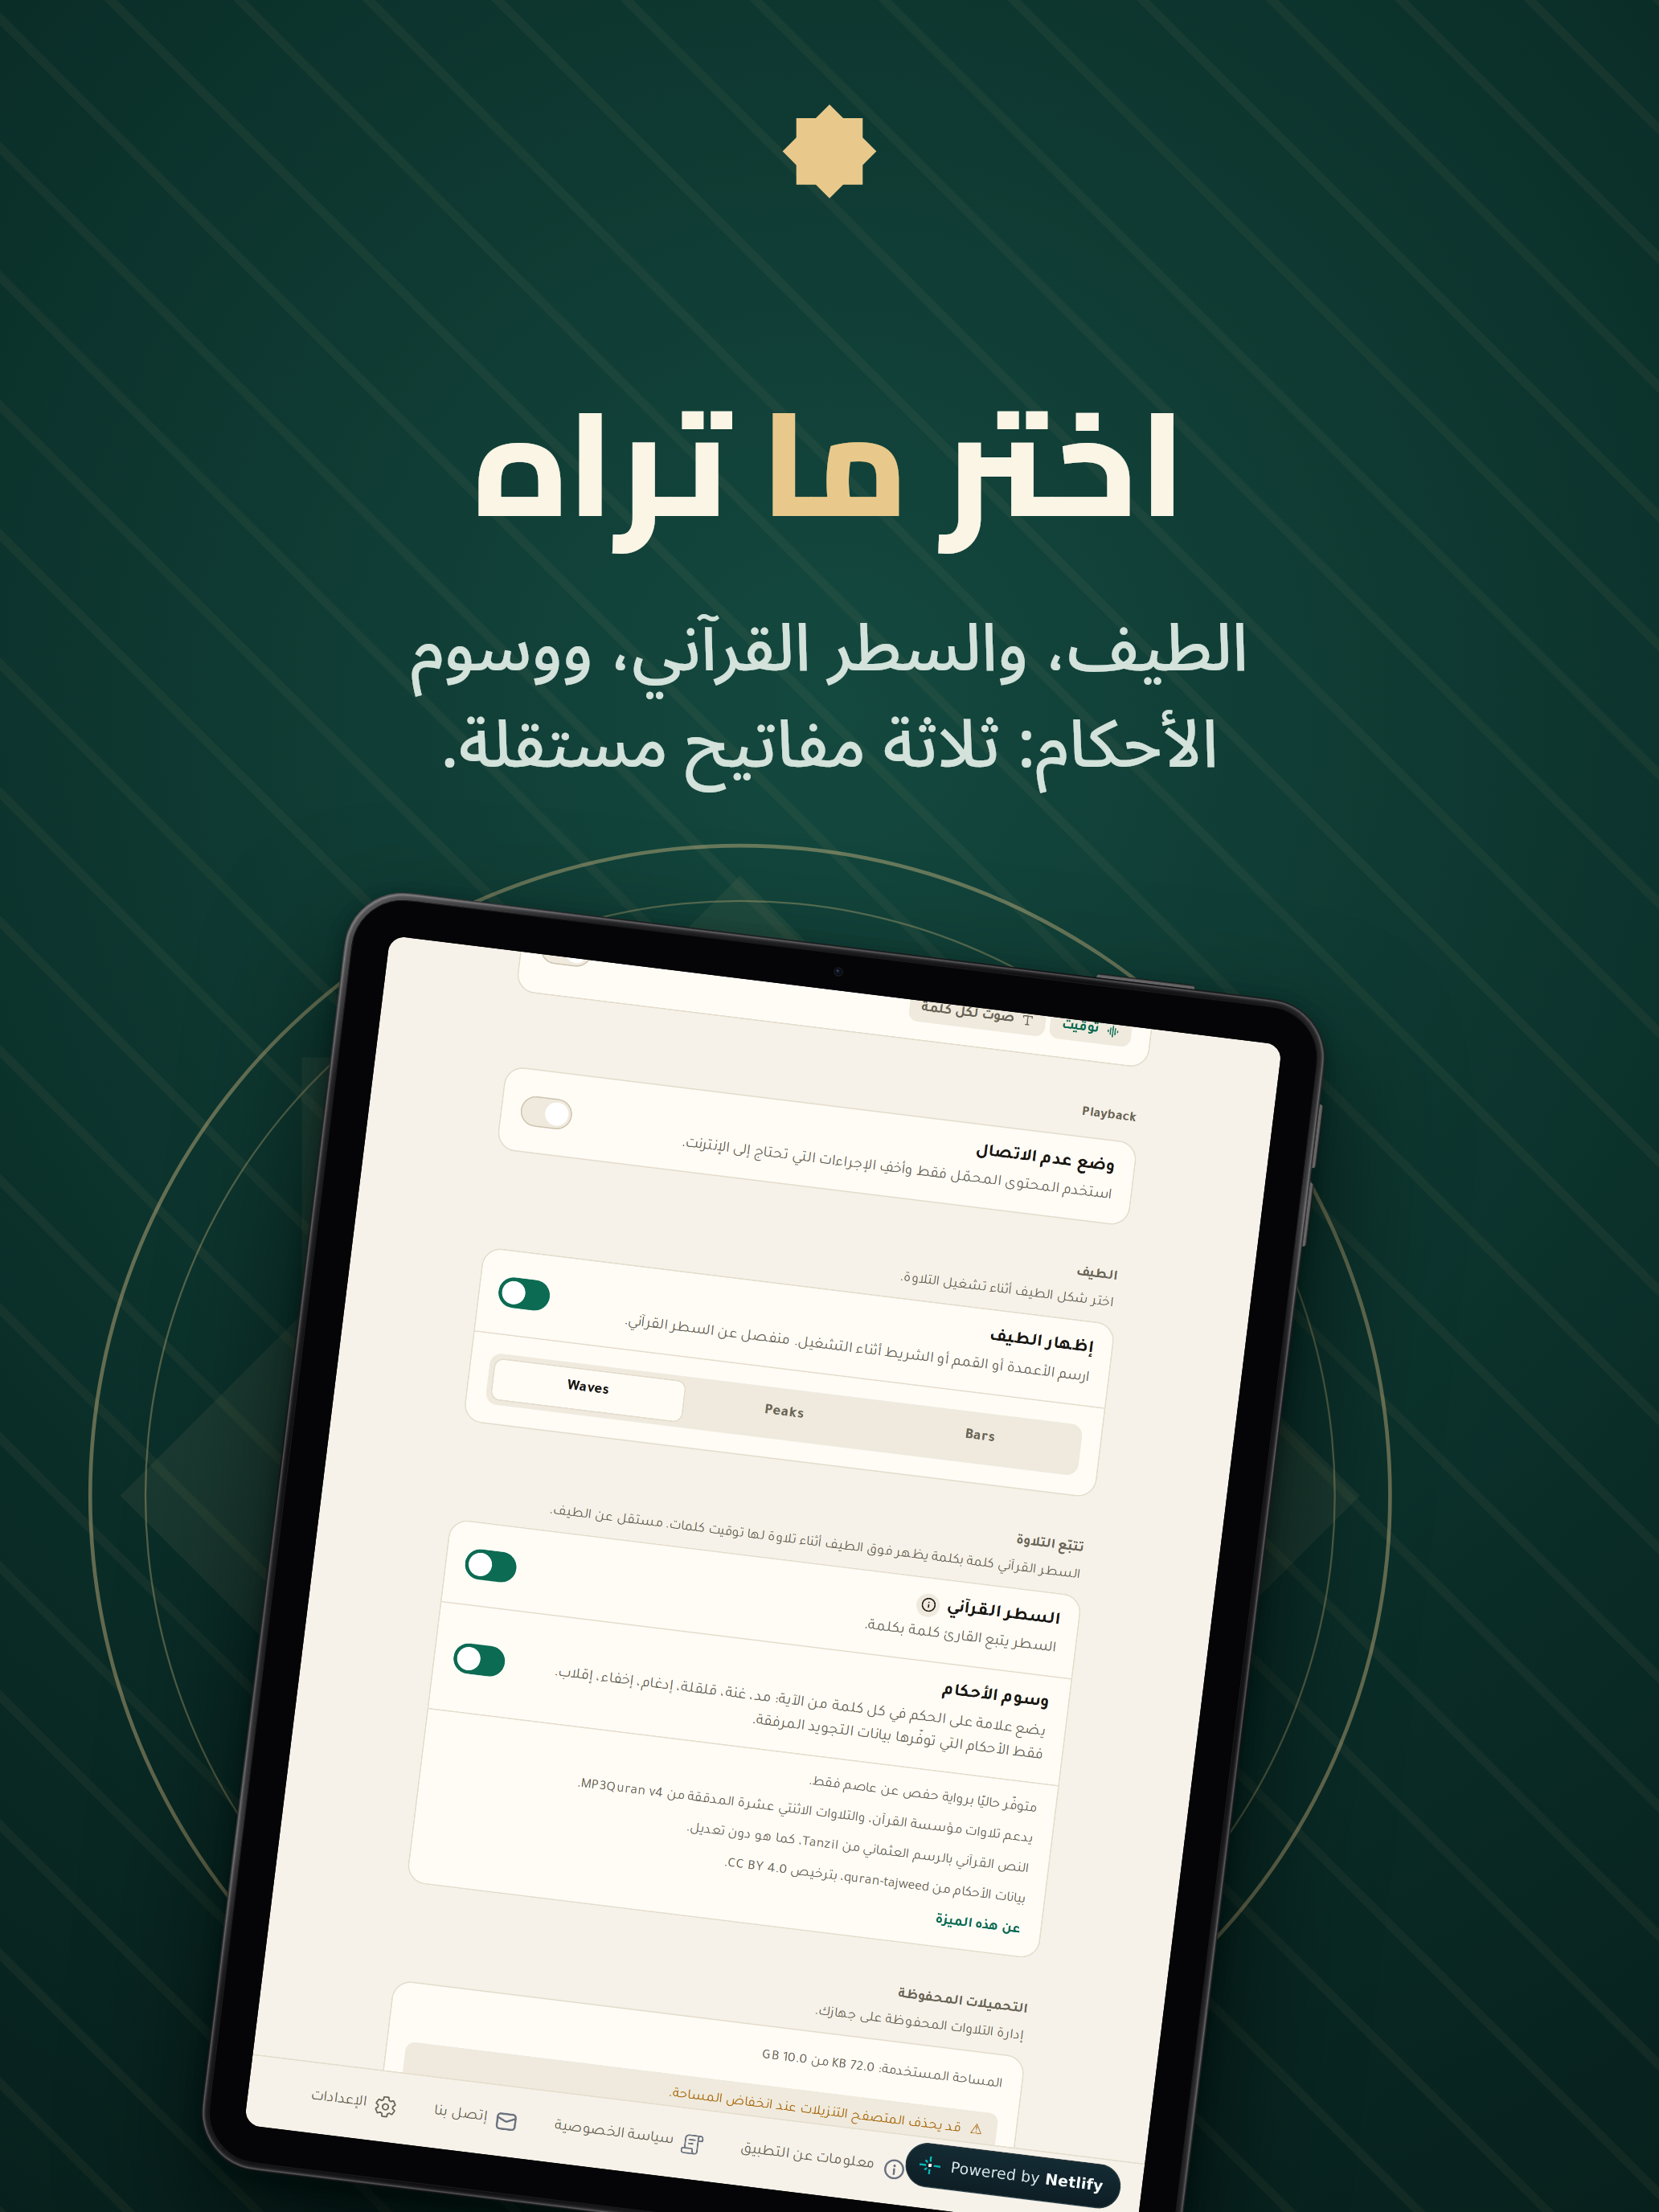 اختر ما تراه
الطيف، والسطر القرآني، ووسوم
الأحكام: ثلاثة مفاتيح مستقلة.
توقيت
صوت لكل كلمة
Playback
وضع عدم الاتصال
استخدم المحتوى المحمّل فقط وأخفِ الإجراءات التي تحتاج إلى الإنترنت.
الطيف
اختر شكل الطيف أثناء تشغيل التلاوة.
إظهار الطيف
ارسم الأعمدة أو القمم أو الشريط أثناء التشغيل. منفصل عن السطر القرآني.
Bars
Peaks
Waves
تتبّع التلاوة
السطر القرآني كلمة بكلمة يظهر فوق الطيف أثناء تلاوة لها توقيت كلمات. مستقل عن الطيف.
السطر القرآني
السطر يتبع القارئ كلمة بكلمة.
وسوم الأحكام
يضع علامة على الحكم في كل كلمة من الآية: مد، غنة، قلقلة، إدغام، إخفاء، إقلاب.
فقط الأحكام التي توفّرها بيانات التجويد المرفقة.
متوفّر حاليًا برواية حفص عن عاصم فقط.
يدعم تلاوات مؤسسة القرآن، والتلاوات الاثنتي عشرة المدققة من MP3Quran v4.
النص القرآني بالرسم العثماني من Tanzil، كما هو دون تعديل.
بيانات الأحكام من quran-tajweed، بترخيص CC BY 4.0.
عن هذه الميزة
التحميلات المحفوظة
إدارة التلاوات المحفوظة على جهازك.
المساحة المستخدمة: 72.0 KB من 10.0 GB
قد يحذف المتصفح التنزيلات عند انخفاض المساحة.
Powered by Netlify
معلومات عن التطبيق
سياسة الخصوصية
إتصل بنا
الإعدادات